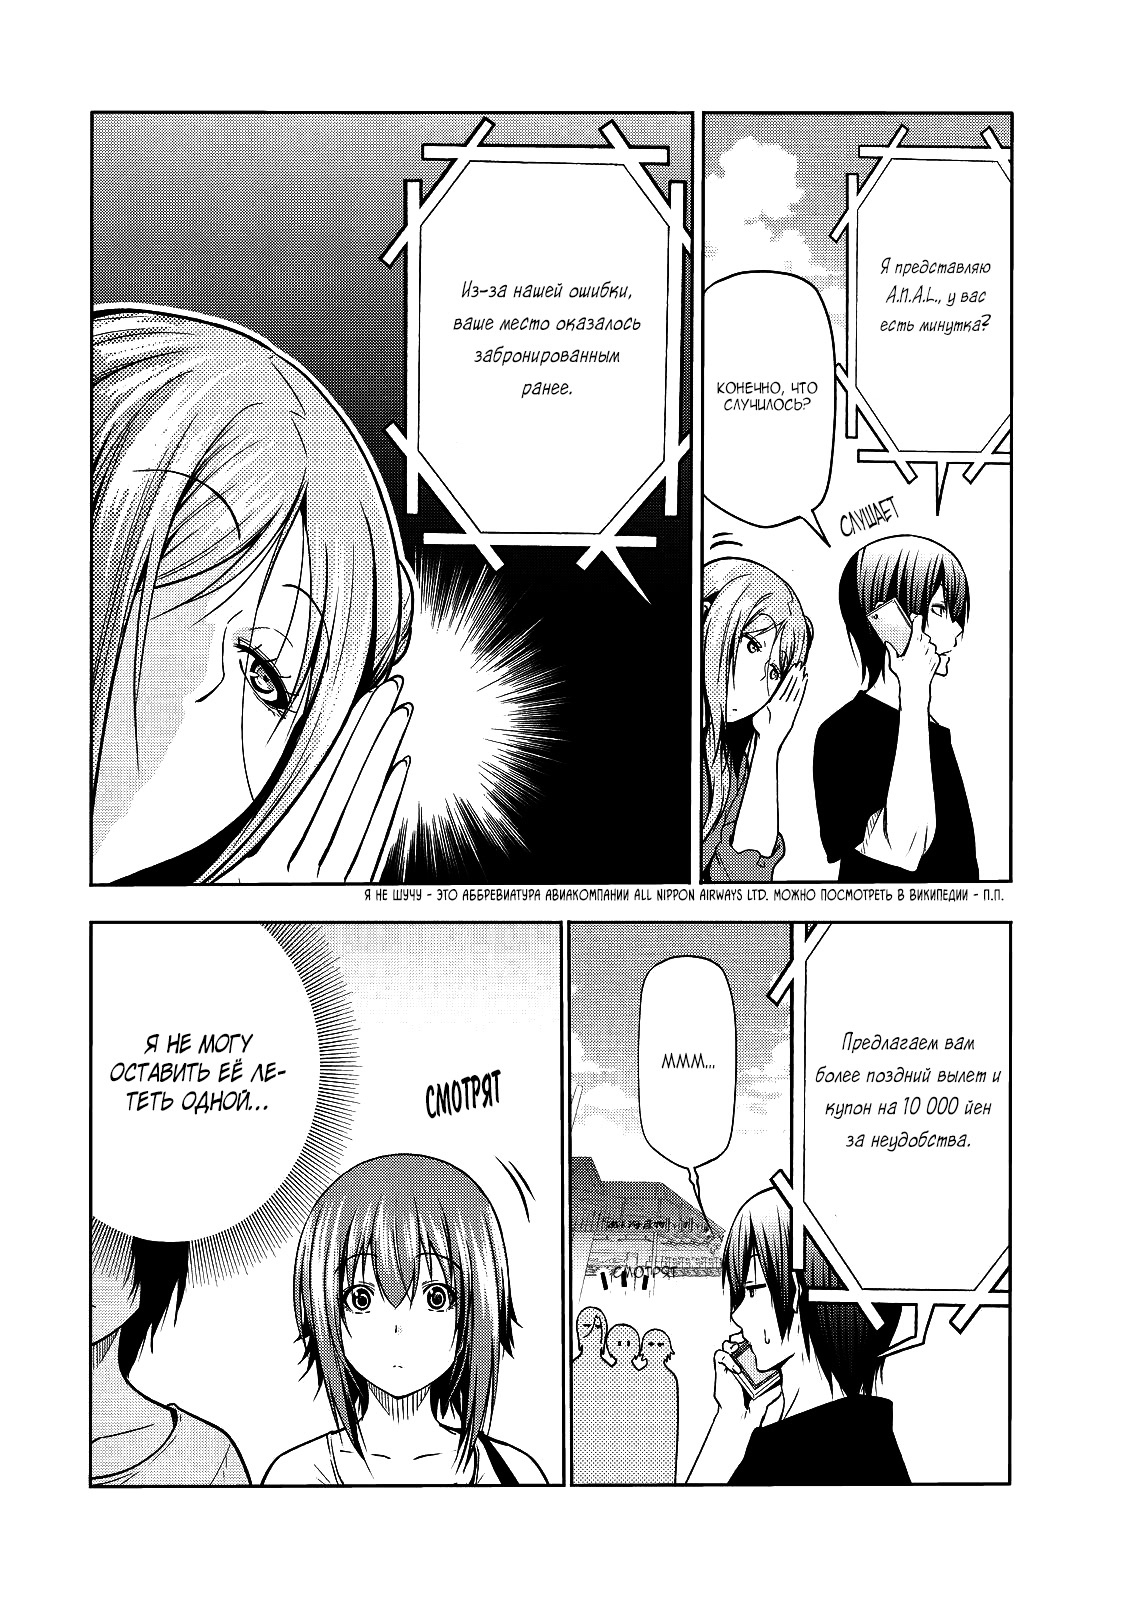 Я представляю
A.N.A.L., у вас
есть минутка?
КОНЕЧНО, ЧТО
СЛУЧИЛОСЬ?
СЛУШАЕТ
Из-за нашей ошибки,
ваше место оказалось
забронированным
ранее.
Я НЕ ШУЧУ - ЭТО АББРЕВИАТУРА АВИАКОМПАНИИ ALL NIPPON AIRWAYS LTD. МОЖНО ПОСМОТРЕТЬ В ВИКИПЕДИИ - П.П.
Предлагаем вам
более поздний вылет и
купон на 10 000 йен
за неудобства.
МММ...
СМОТРЯТ
Я НЕ МОГУ
ОСТАВИТЬ ЕЁ ЛЕ-
ТЕТЬ ОДНОЙ...
СМОТРЯТ